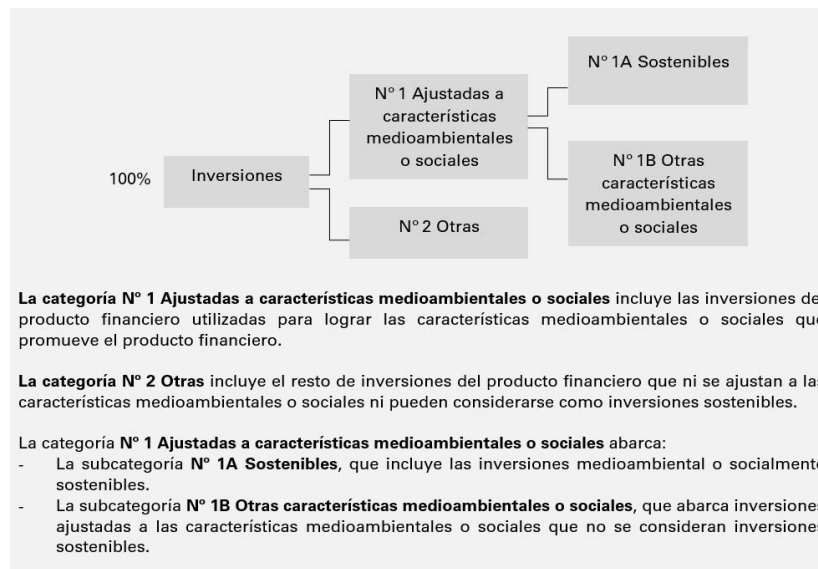 Nº 1A Sostenibles
Nº 1 Ajustadas a
características
medioambientales
o sociales
Nº 1B Otras
características
medioambientales
o sociales
100%
Inversiones
Nº 2 Otras
La categoría Nº 1 Ajustadas a características medioambientales o sociales incluye las inversiones de
producto financiero utilizadas para lograr las características medioambientales o sociales que
promueve el producto financiero.
La categoría Nº 2 Otras incluye el resto de inversiones del producto financiero que ni se ajustan a las
características medioambientales o sociales ni pueden considerarse como inversiones sostenibles.
La categoría Nº 1 Ajustadas a características medioambientales o sociales abarca:
- La subcategoría Nº 1A Sostenibles, que incluye las inversiones medioambiental o socialmente
sostenibles.
- La subcategoría Nº 1B Otras características medioambientales o sociales, que abarca inversiones
ajustadas a las características medioambientales o sociales que no se consideran inversiones
sostenibles.